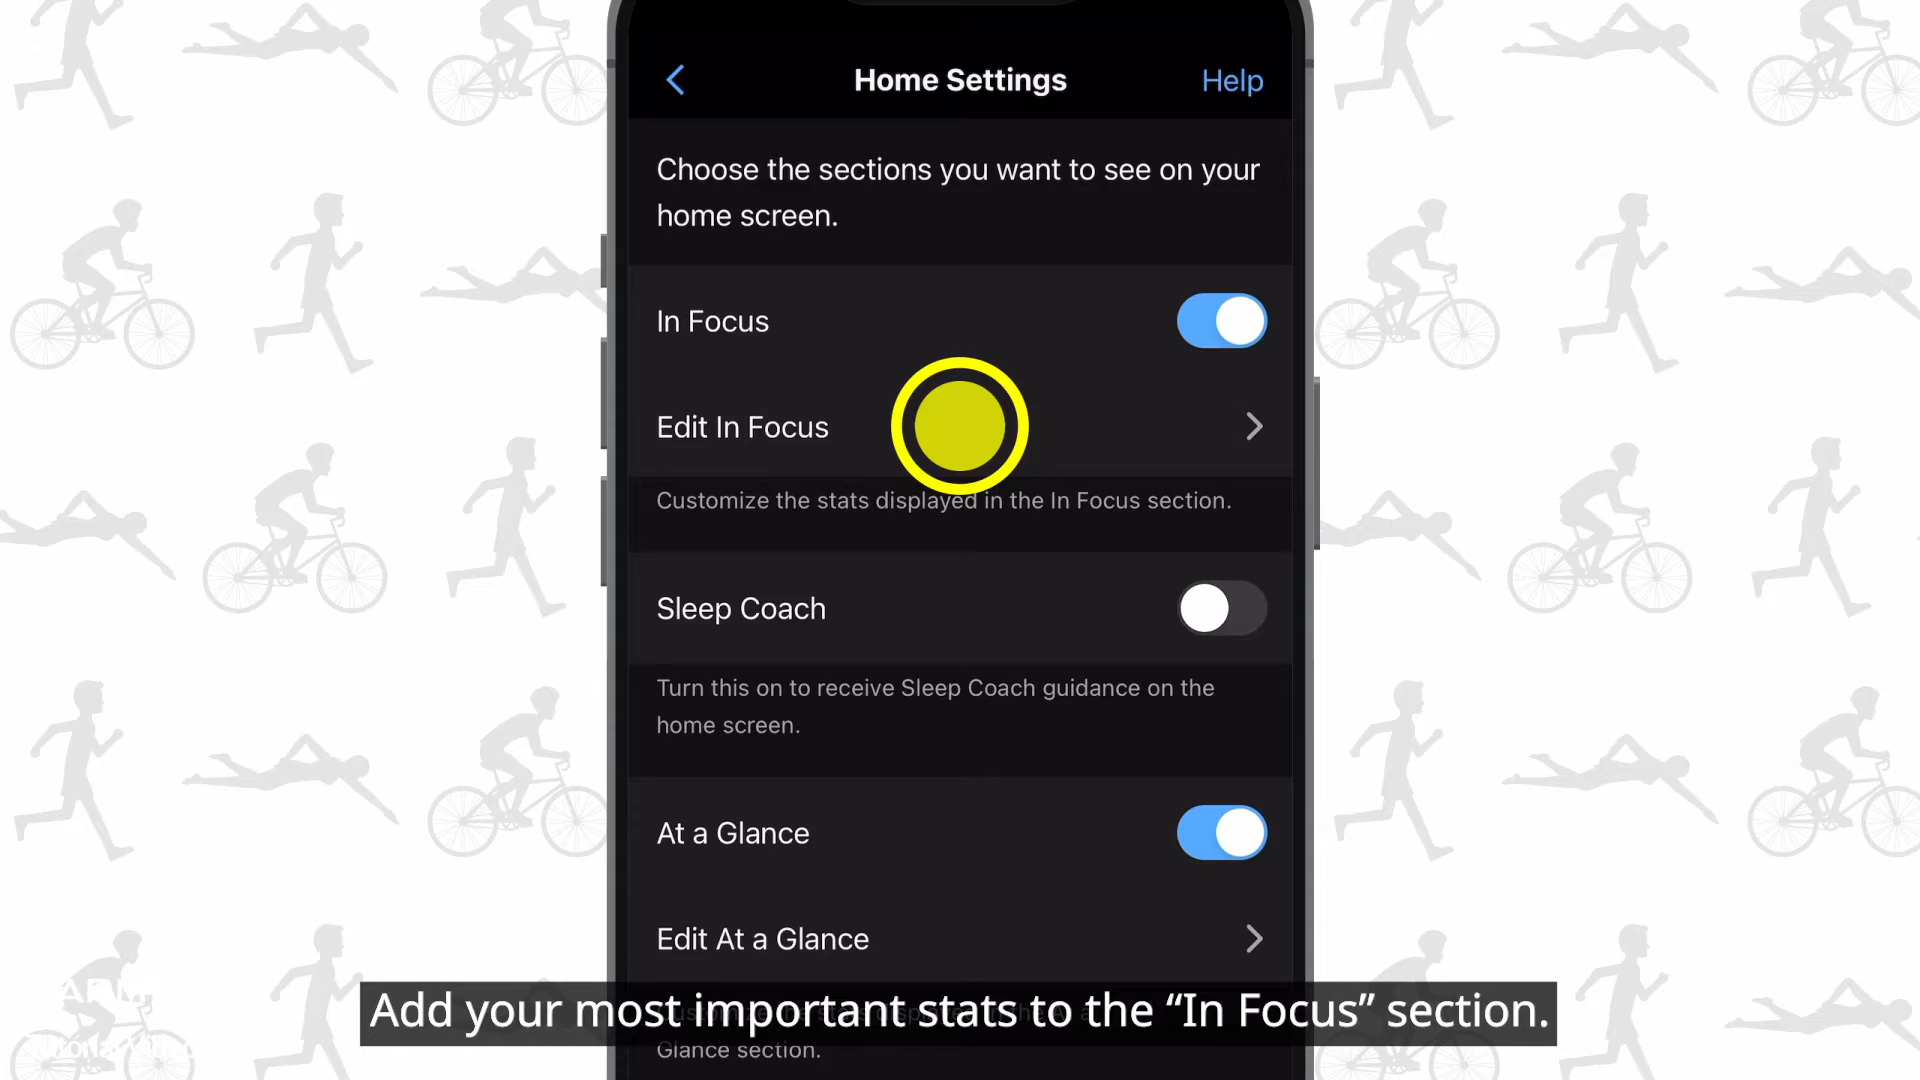 Home Settings
Help
Choose the sections you want to see on your
home screen.
In Focus
Edit In Focus
Customize the stats displayed in the In Focus section.
Sleep Coach
Turn this on to receive Sleep Coach guidance on the
home screen.
At a Glance
Edit At a Glance
Add your most important stats to the “In Focus” section.
Glance section.